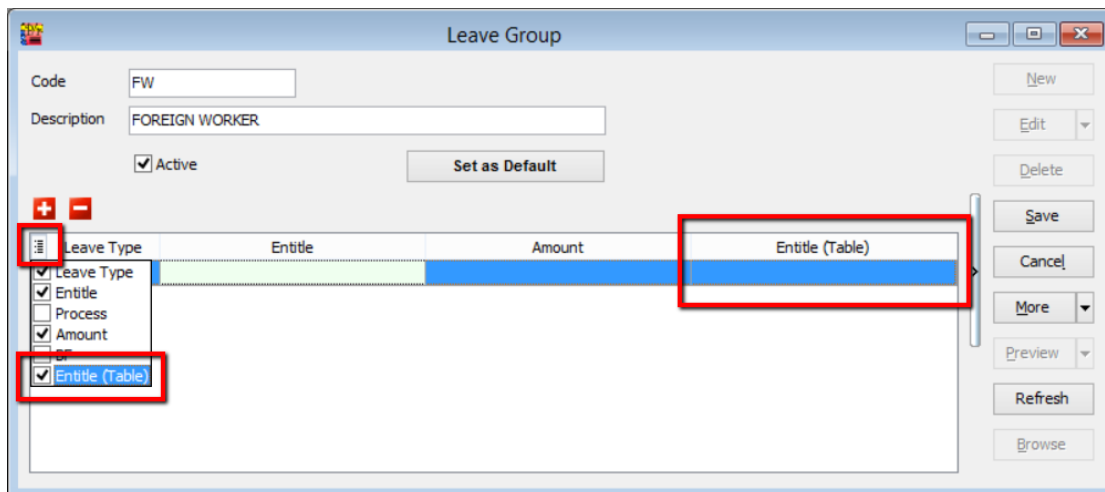 Leave Group
Code FW
New
Description FOREIGN WORKER
Edit
Active
Set as Default
Delete
Save
Leave Type Entitle Amount Entitle (Table)
Cancel
Leave Type
Entitle
Process
Amount
Entitle (Table)
More
Preview
Refresh
Browse